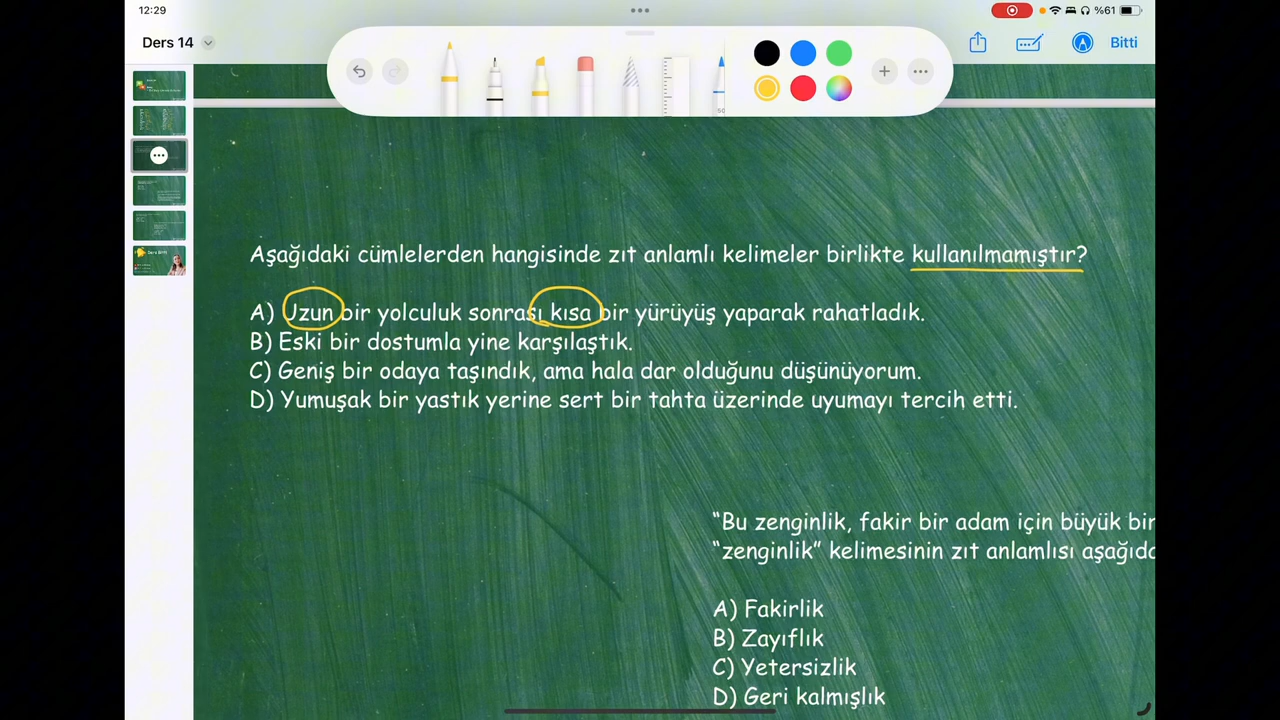 12:29
%61
Ders 14
Bitti
50
Aşağıdaki cümlelerden hangisinde zıt anlamlı kelimeler birlikte kullanılmamıştır?
A) Uzun bir yolculuk sonrası kısa bir yürüyüş yaparak rahatladık.
B) Eski bir dostumla yine karşılaştık.
C) Geniş bir odaya taşındık, ama hala dar olduğunu düşünüyorum.
D) Yumuşak bir yastık yerine sert bir tahta üzerinde uyumayı tercih etti.
“Bu zenginlik, fakir bir adam için büyük bir
“zenginlik” kelimesinin zıt anlamlısı aşağıda
A) Fakirlik
B) Zayıflık
C) Yetersizlik
D) Geri kalmışlık